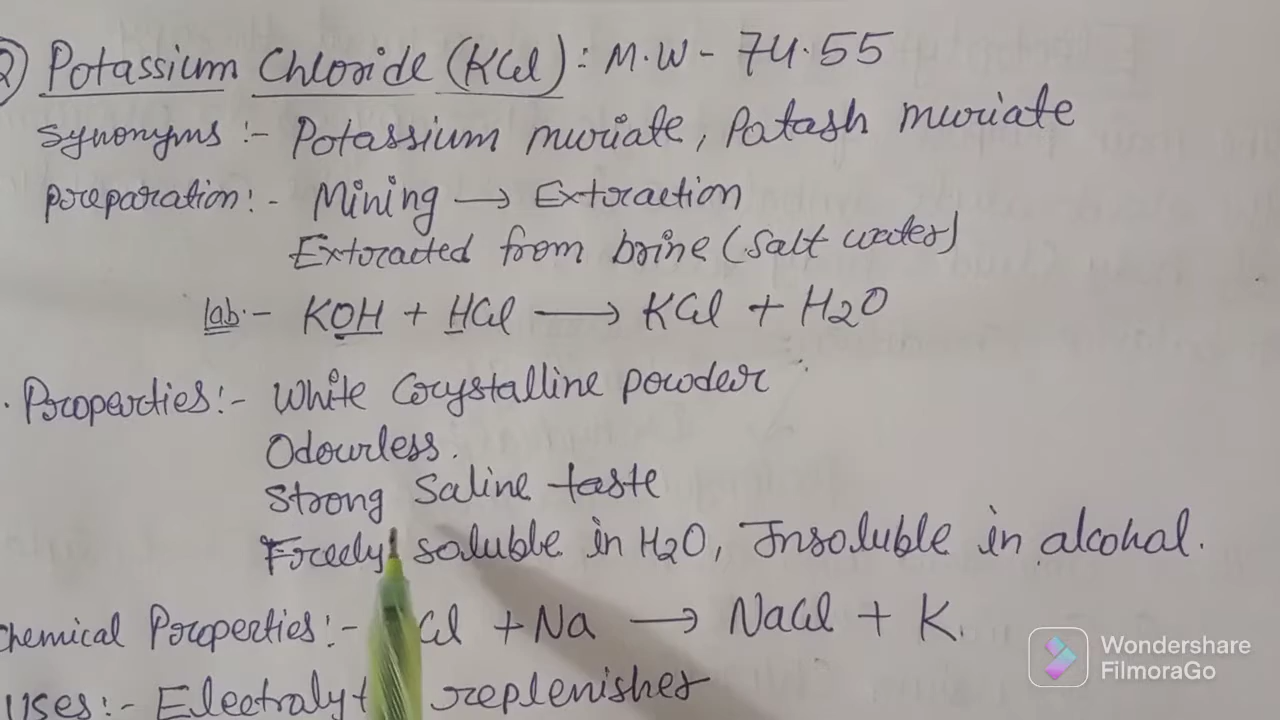 2) Potassium Chloride (KCl): M.W - 74.55
Synonyms :- Potassium muriate, Potash muriate
Preparation:- Mining → Extraction
Extracted from brine (Salt water)
lab.- KOH + HCl → KCl + H2O
Properties:- White Crystalline powder
Odourless.
Strong Saline taste
Freely soluble in H2O, Insoluble in alcohol.
Chemical Properties:- Cl + Na → NaCl + K.
Uses:- replenisher
Wondershare
FilmoraGo